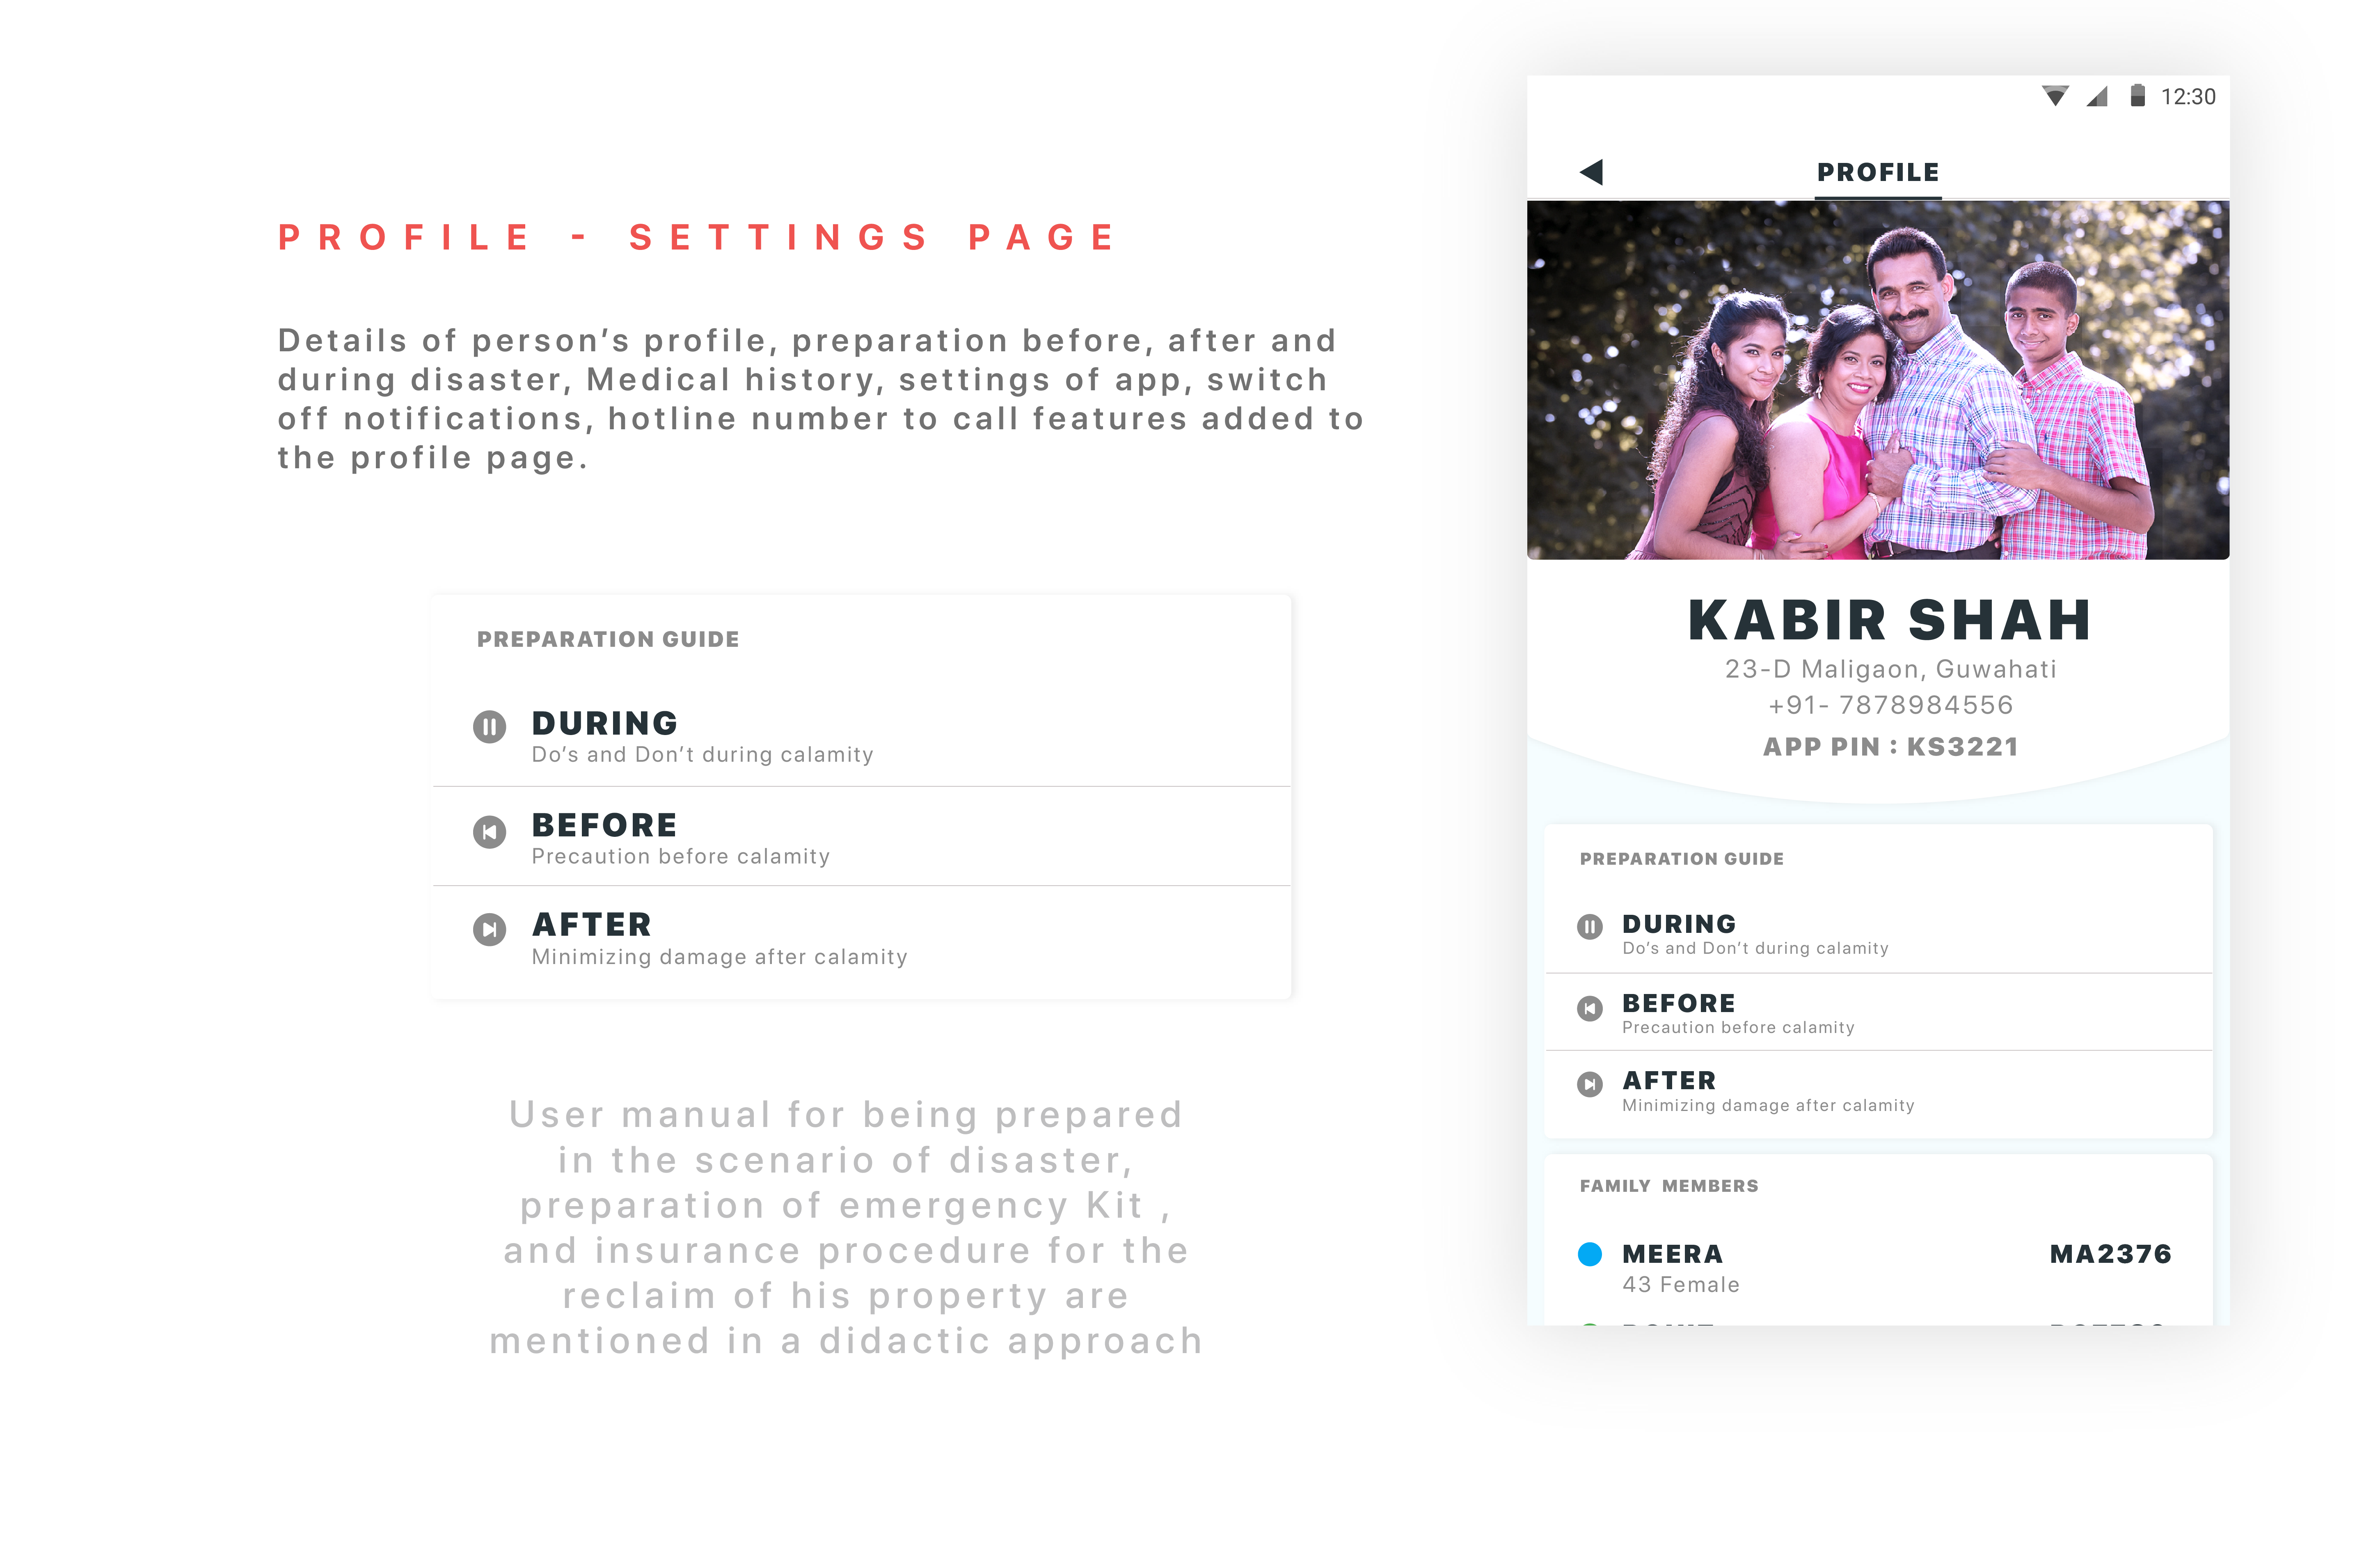 PROFILE - SETTINGS PAGE
Details of person’s profile, preparation before, after and
during disaster, Medical history, settings of app, switch
off notifications, hotline number to call features added to
the profile page.
PREPARATION GUIDE
DURING
Do’s and Don’t during calamity
BEFORE
Precaution before calamity
AFTER
Minimizing damage after calamity
User manual for being prepared
in the scenario of disaster,
preparation of emergency Kit ,
and insurance procedure for the
reclaim of his property are
mentioned in a didactic approach
12:30
PROFILE
KABIR SHAH
23-D Maligaon, Guwahati
+91- 7878984556
APP PIN : KS3221
PREPARATION GUIDE
DURING
Do’s and Don’t during calamity
BEFORE
Precaution before calamity
AFTER
Minimizing damage after calamity
FAMILY MEMBERS
MEERA MA2376
43 Female